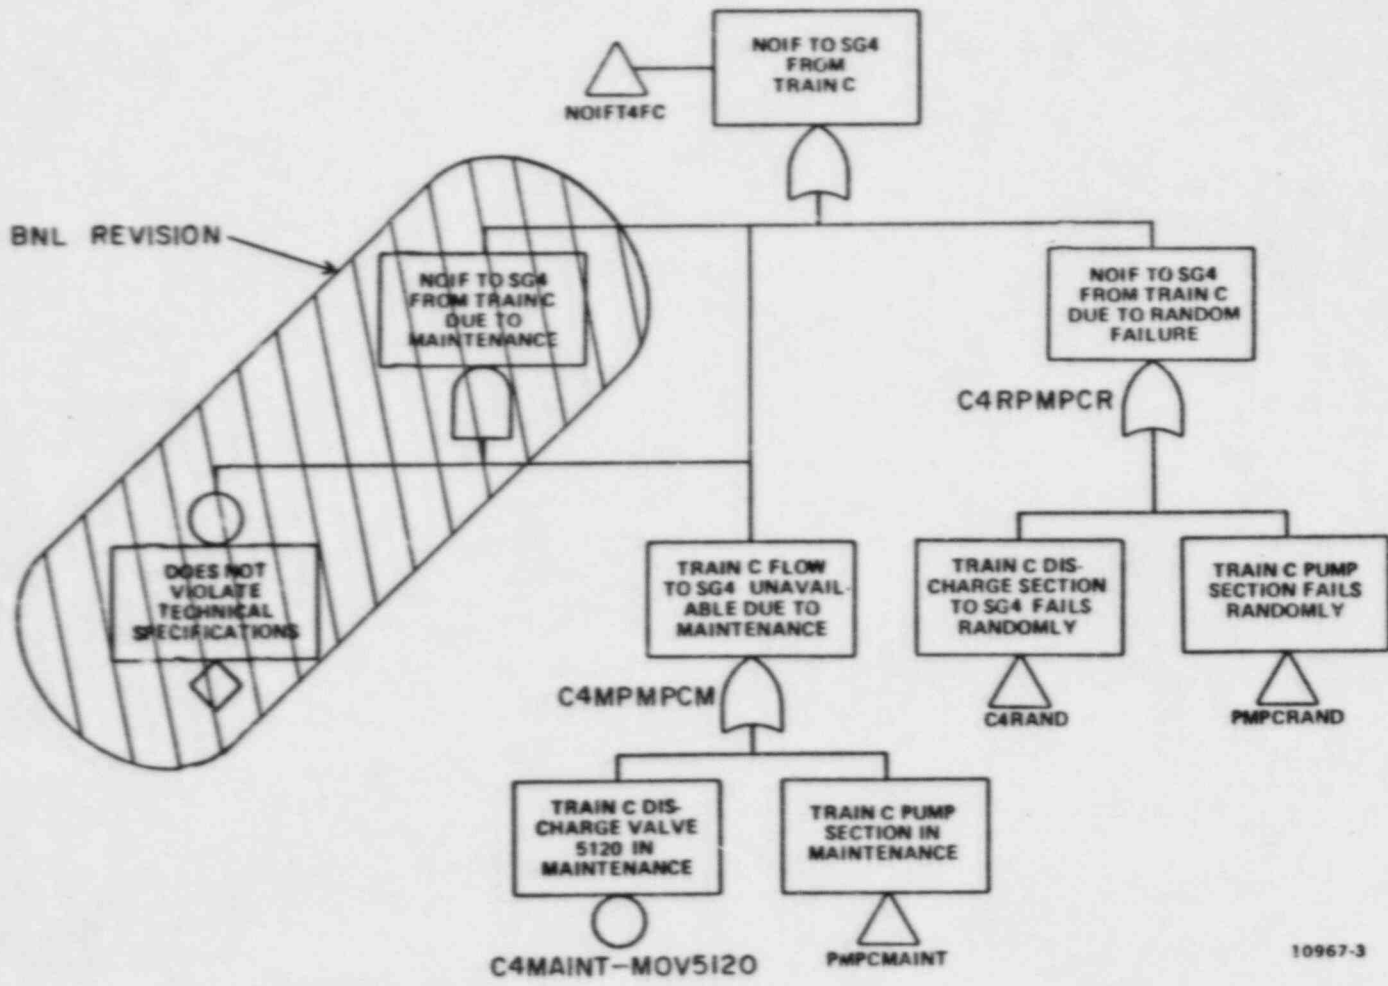 NOIF TO SG4
FROM
TRAIN C
NOIFT4FC
BNL REVISION
NOIF TO SG4
FROM TRAIN C
DUE TO
MAINTENANCE
NOIF TO SG4
FROM TRAIN C
DUE TO RANDOM
FAILURE
C4RPMPCR
DOES NOT
VIOLATE
TECHNICAL
SPECIFICATIONS
TRAIN C FLOW
TO SG4 UNAVAIL-
ABLE DUE TO
MAINTENANCE
TRAIN C DIS-
CHARGE SECTION
TO SG4 FAILS
RANDOMLY
TRAIN C PUMP
SECTION FAILS
RANDOMLY
C4MPMPCM
C4RAND
PMPCRAND
TRAIN C DIS-
CHARGE VALVE
5120 IN
MAINTENANCE
TRAIN C PUMP
SECTION IN
MAINTENANCE
C4MAINT-MOV5120
PMPCMAINT
10967-3